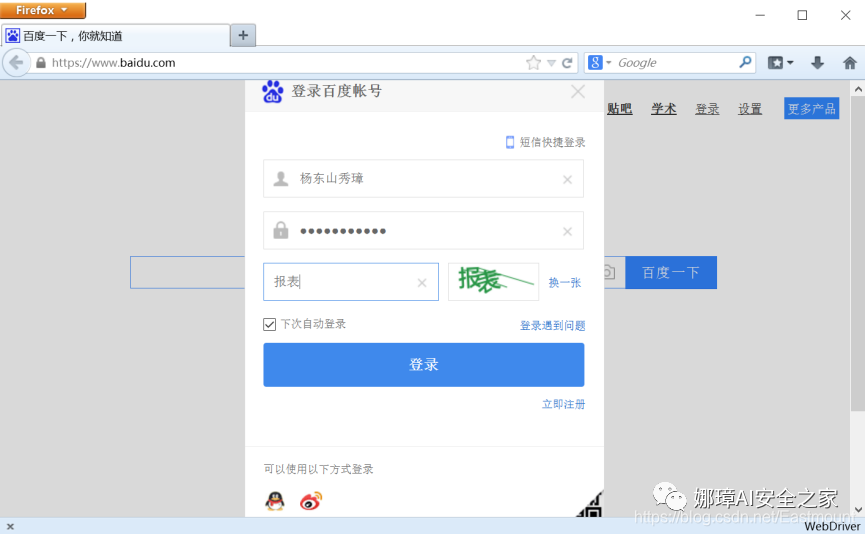 Firefox
百度一下，你就知道
https://www.baidu.com
Google
登录百度帐号
贴吧 学术 登录 设置 更多产品
短信快捷登录
杨东山秀璋
●●●●●●●●●●●
报表 报表 换一张
百度一下
下次自动登录 登录遇到问题
登录
立即注册
可以使用以下方式登录
娜璋AI安全之家
https://blog.csdn.net/Eastmount
WebDriver